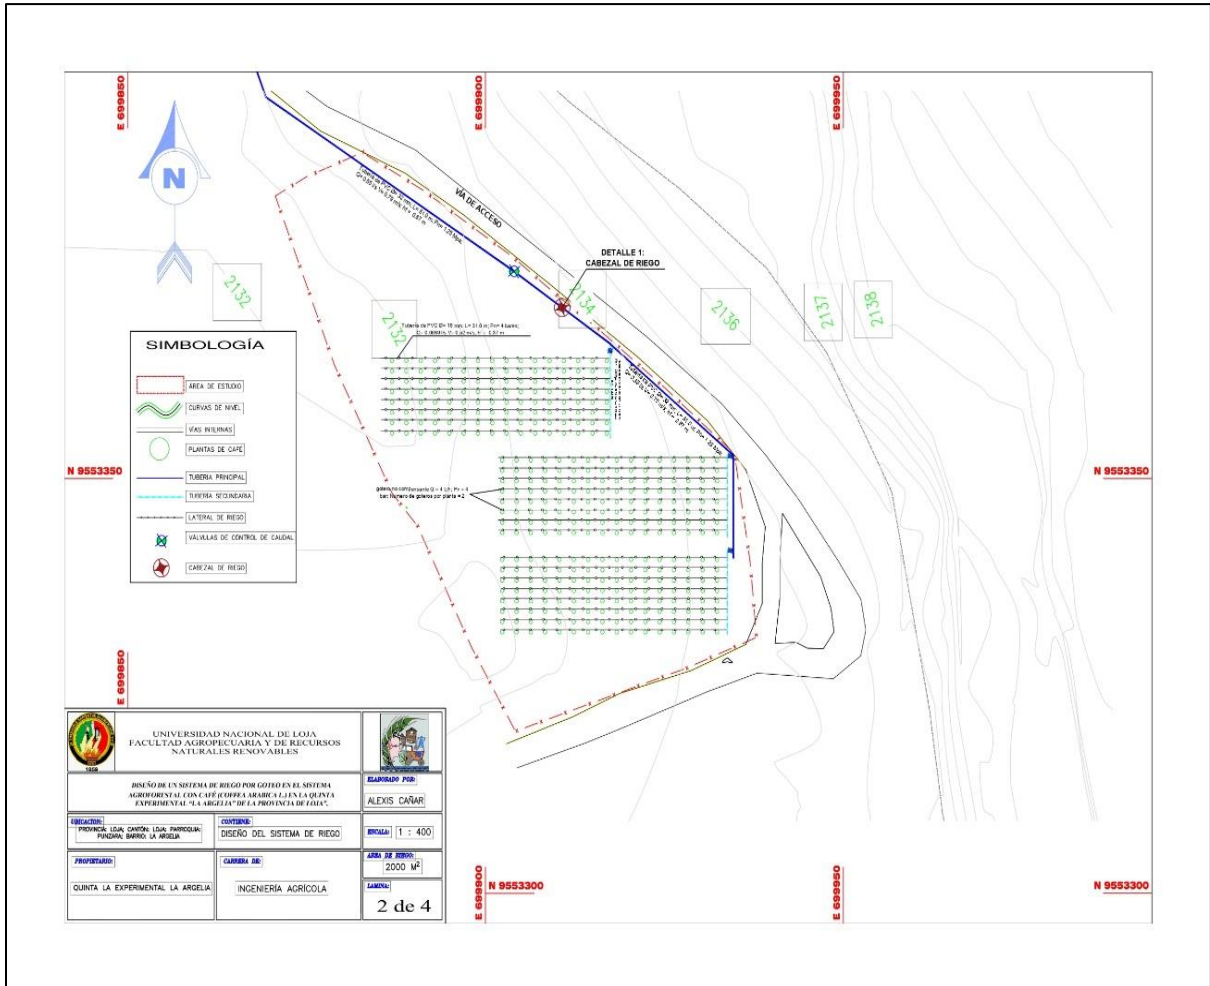 E 699850
E 699900
E 699950
N
VÍA DE ACCESO
DETALLE 1:
CABEZAL DE RIEGO
2132
2132
2134
2136
2137
2138
SIMBOLOGÍA
ÁREA DE ESTUDIO
CURVAS DE NIVEL
VÍAS INTERNAS
PLANTAS DE CAFÉ
TUBERIA PRINCIPAL
TUBERÍA SECUNDARIA
LATERAL DE RIEGO
VÁLVULAS DE CONTROL DE CAUDAL
CABEZAL DE RIEGO
N 9553350
N 9553350
E 699850
UNIVERSIDAD NACIONAL DE LOJA
FACULTAD AGROPECUARIA Y DE RECURSOS
NATURALES RENOVABLES
1859
DISEÑO DE UN SISTEMA DE RIEGO POR GOTEO EN EL SISTEMA
AGROFORESTAL CON CAFÉ (COFFEA ARABICA L.) EN LA QUINTA
EXPERIMENTAL "LA ARGELIA" DE LA PROVINCIA DE LOJA".
ELABORADO POR:
ALEXIS CAÑAR
UBICACION:
PROVINCIA: LOJA; CANTÓN: LOJA; PARROQUIA:
PUNZARA; BARRIO: LA ARGELIA
CONTIENE:
DISEÑO DEL SISTEMA DE RIEGO
ESCALA: 1 : 400
PROPIETARIO:
QUINTA LA EXPERIMENTAL LA ARGELIA
CARRERA DE:
INGENIERÍA AGRÍCOLA
AREA DE RIEGO:
2000 M2
LAMINA:
2 de 4
E 699900
N 9553300
E 699950
N 9553300